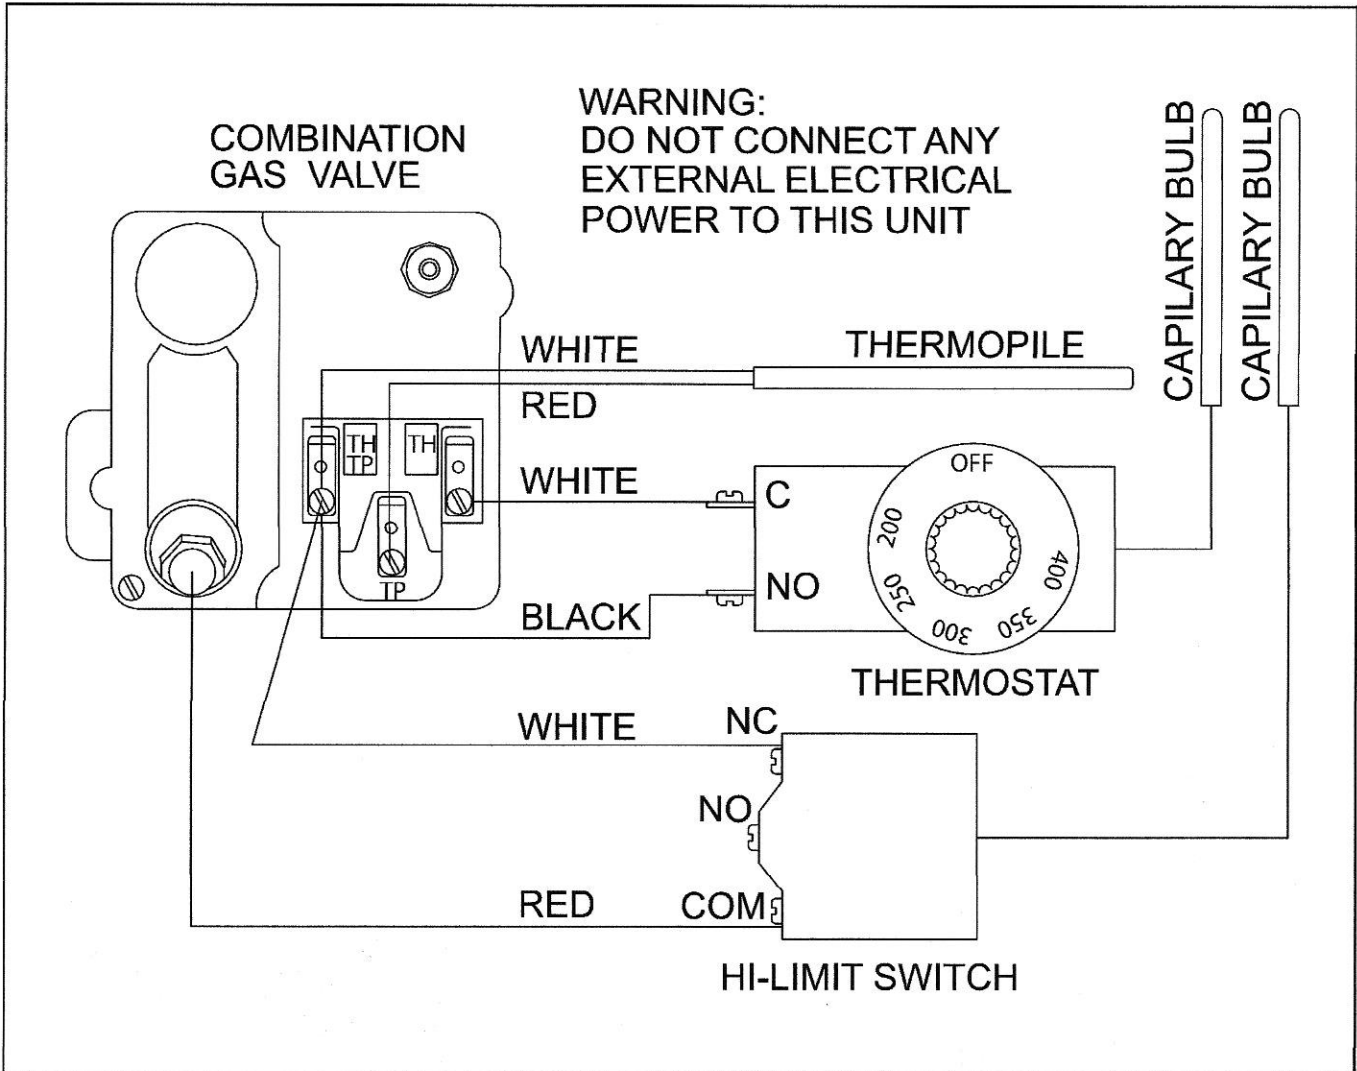 COMBINATION
GAS VALVE
WARNING:
DO NOT CONNECT ANY
EXTERNAL ELECTRICAL
POWER TO THIS UNIT
CAPILARY BULB
CAPILARY BULB
WHITE
THERMOPILE
RED
TH
TP
TH
WHITE
C
OFF
200
250
300
350
400
NO
TP
BLACK
THERMOSTAT
WHITE
NC
NO
RED
COM
HI-LIMIT SWITCH